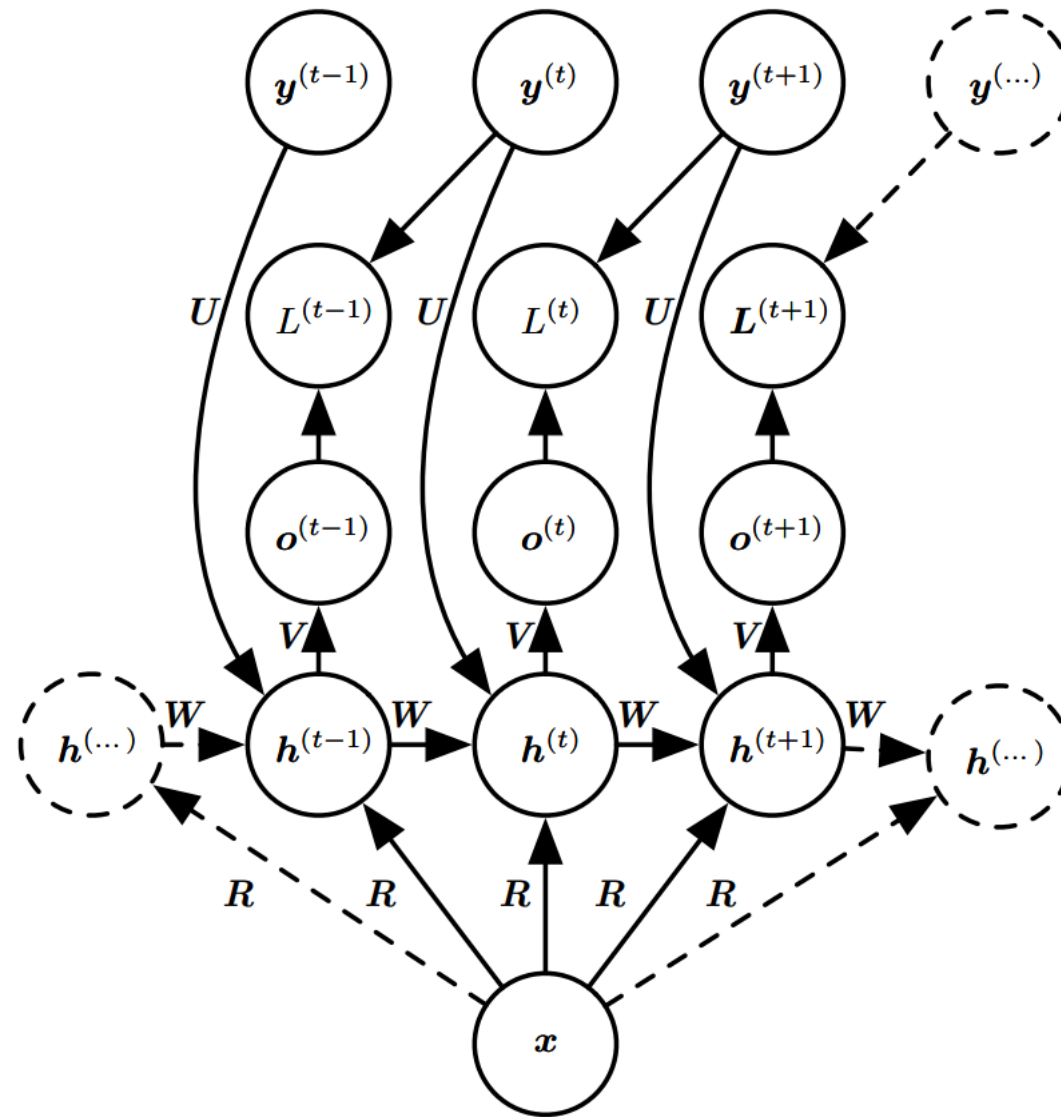 y^(t−1) y^(t) y^(t+1) y^(...)
U L^(t−1) U L^(t) U L^(t+1)
o^(t−1) o^(t) o^(t+1)
V V V
h^(...) W h^(t−1) W h^(t) W h^(t+1) W h^(...)
R R R R R
x